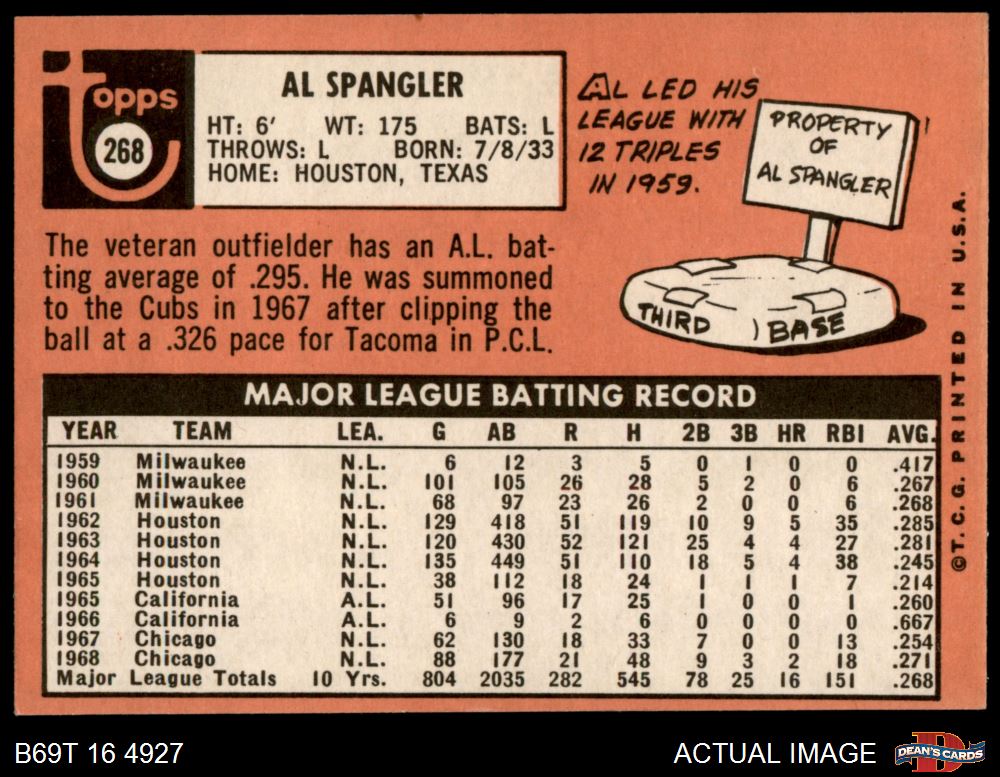 Topps
268
AL SPANGLER
HT: 6' WT: 175 BATS: L
THROWS: L BORN: 7/8/33
HOME: HOUSTON, TEXAS
AL LED HIS
LEAGUE WITH
12 TRIPLES
IN 1959.
PROPERTY
OF
AL SPANGLER
THIRD BASE
The veteran outfielder has an A.L. bat-
ting average of .295. He was summoned
to the Cubs in 1967 after clipping the
ball at a .326 pace for Tacoma in P.C.L.
MAJOR LEAGUE BATTING RECORD
YEAR TEAM LEA. G AB R H 2B 3B HR RBI AVG.
1959 Milwaukee N.L. 6 12 3 5 0 1 0 0 .417
1960 Milwaukee N.L. 101 105 26 28 5 2 0 6 .267
1961 Milwaukee N.L. 68 97 23 26 2 0 0 6 .268
1962 Houston N.L. 129 418 51 119 10 9 5 35 .285
1963 Houston N.L. 120 430 52 121 25 4 4 27 .281
1964 Houston N.L. 135 449 51 110 18 5 4 38 .245
1965 Houston N.L. 38 112 18 24 1 1 1 7 .214
1965 California A.L. 51 96 17 25 1 0 0 1 .260
1966 California A.L. 6 9 2 6 0 0 0 0 .667
1967 Chicago N.L. 62 130 18 33 7 0 0 13 .254
1968 Chicago N.L. 88 177 21 48 9 3 2 18 .271
Major League Totals 10 Yrs. 804 2035 282 545 78 25 16 151 .268
©T.C.G. PRINTED IN U.S.A.
B69T 16 4927
ACTUAL IMAGE
DEAN'S CARDS